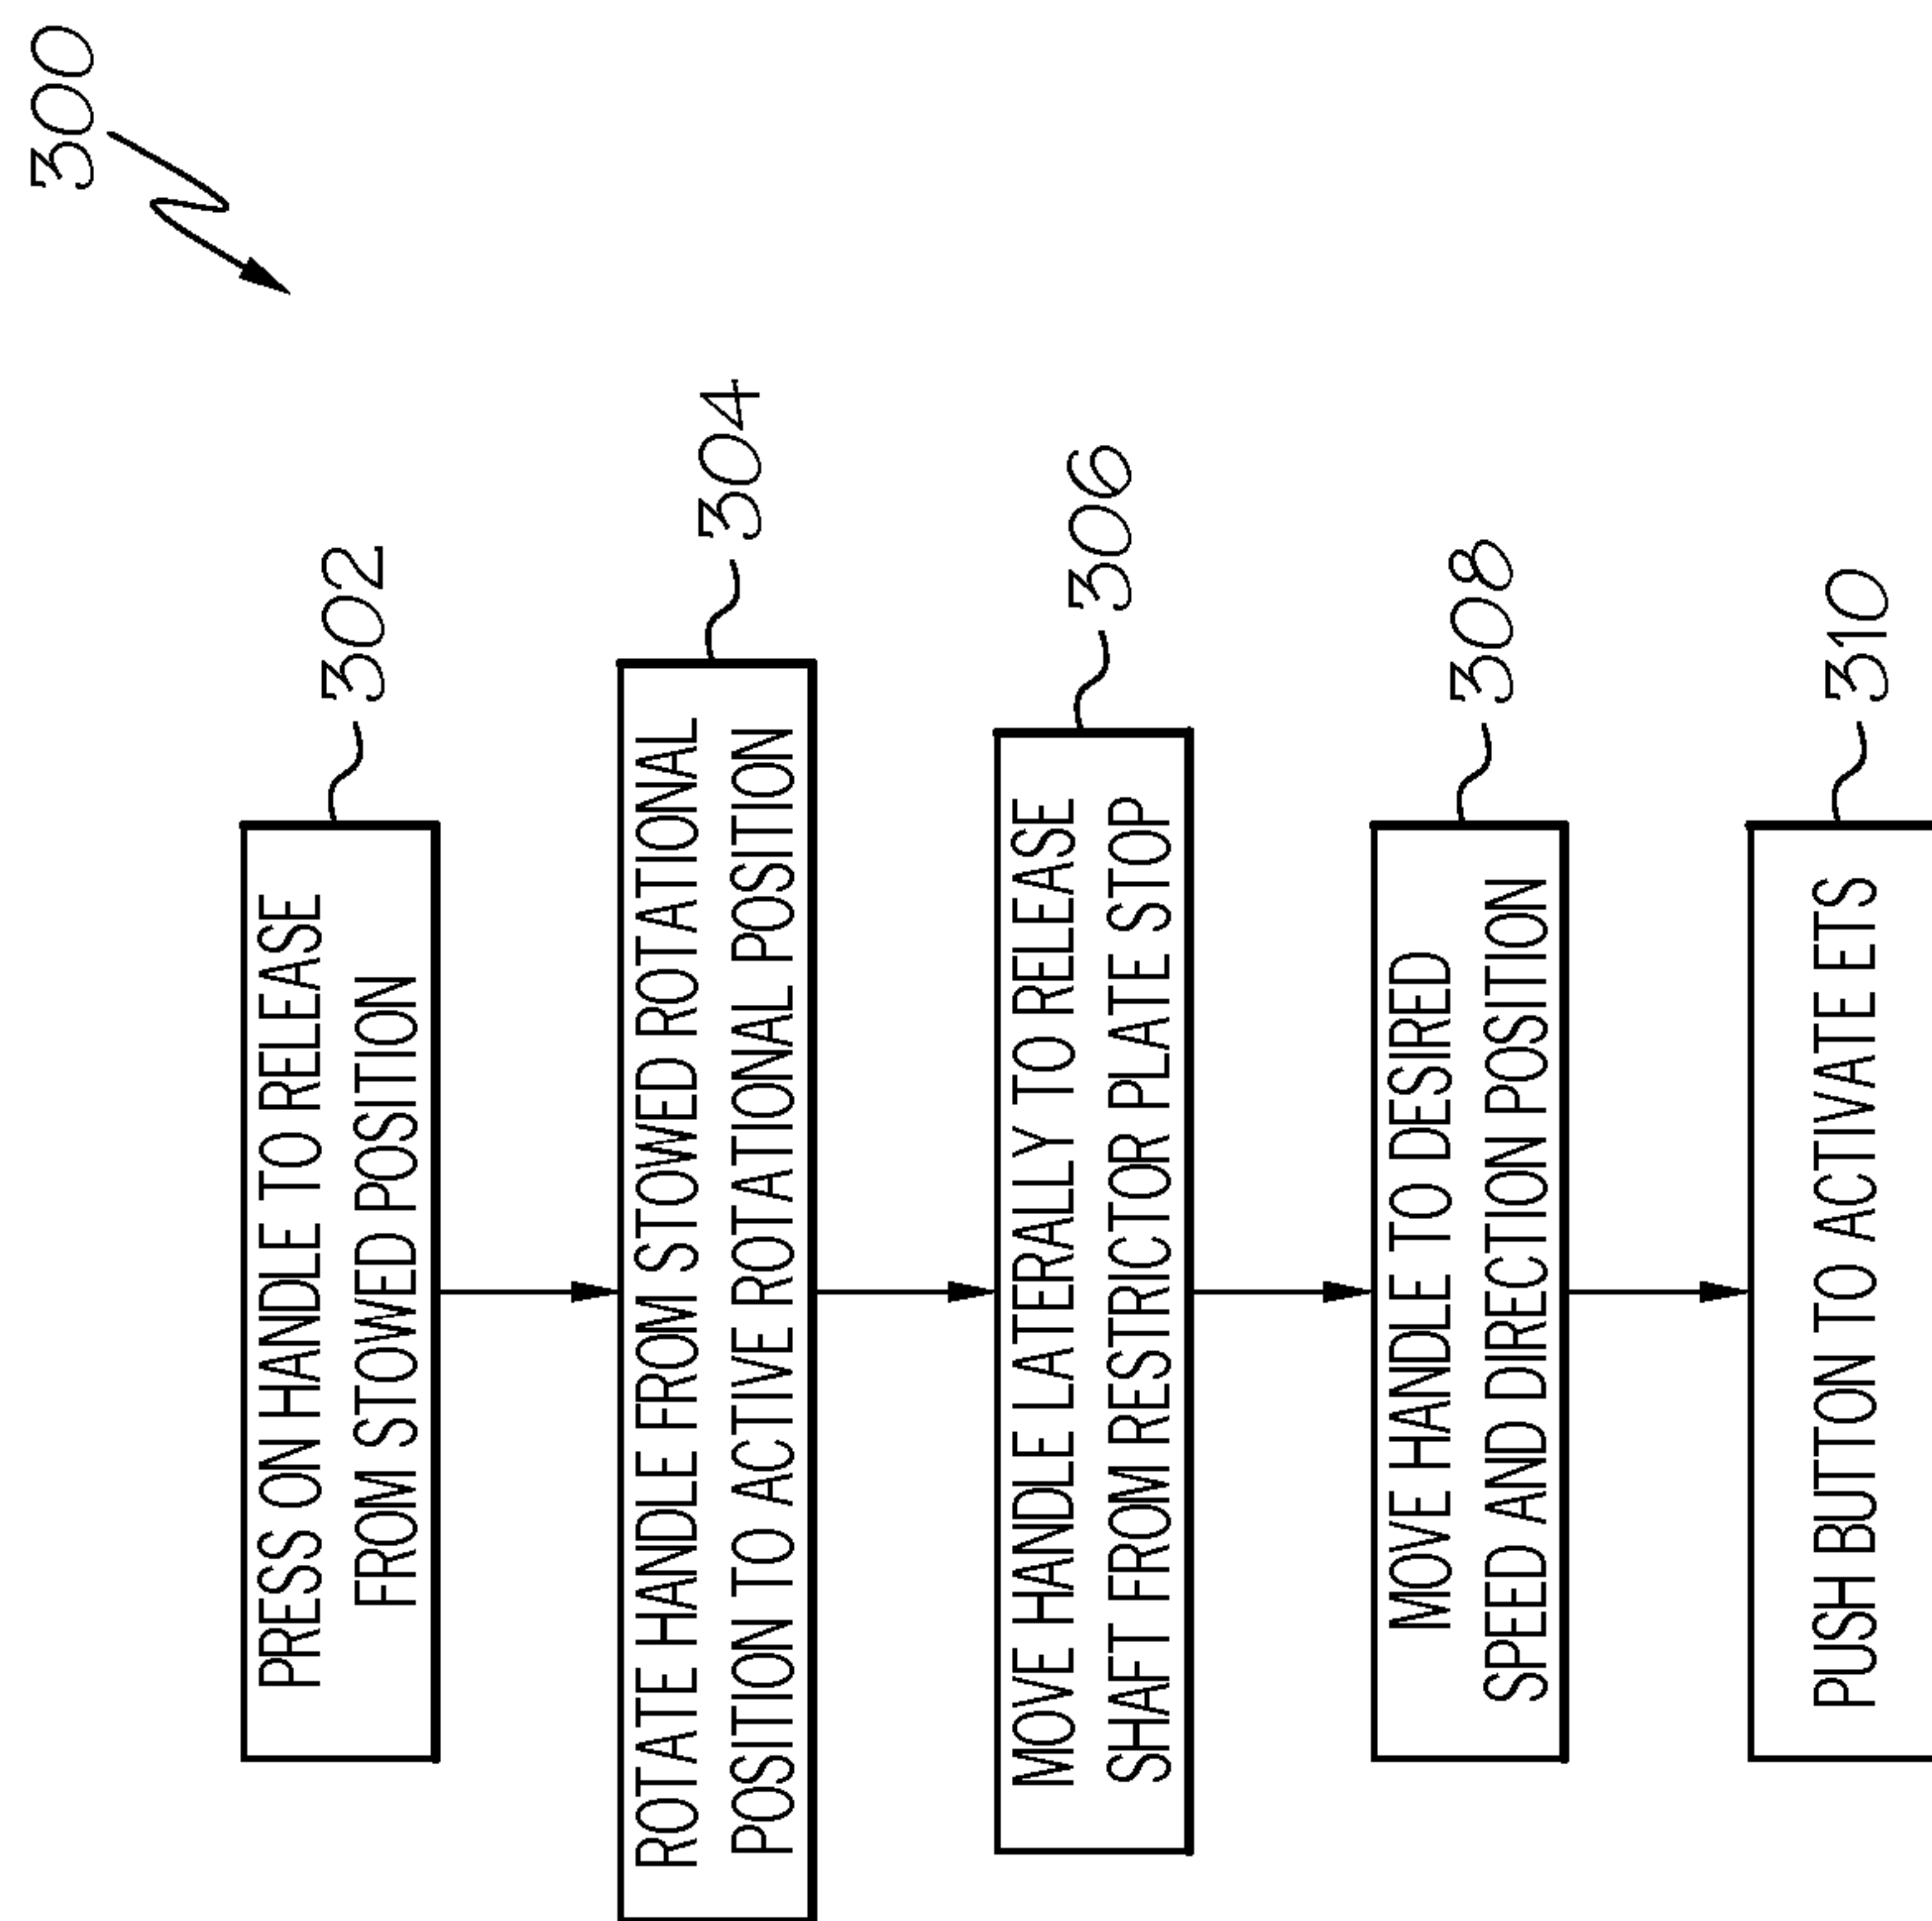 300
PRESS ON HANDLE TO RELEASE
FROM STOWED POSITION
302
ROTATE HANDLE FROM STOWED ROTATIONAL
POSITION TO ACTIVE ROTATIONAL POSITION
304
MOVE HANDLE LATERALLY TO RELEASE
SHAFT FROM RESTRICTOR PLATE STOP
306
MOVE HANDLE TO DESIRED
SPEED AND DIRECTION POSITION
308
PUSH BUTTON TO ACTIVATE ETS
310